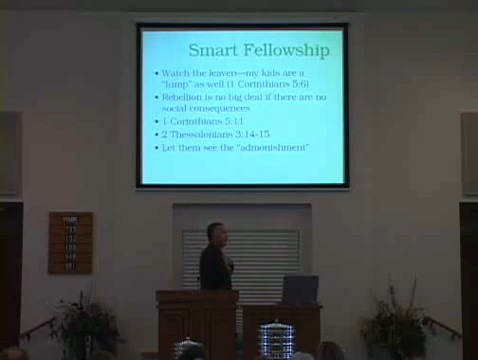 Smart Fellowship
• Watch the leaven—my kids are a
"lump" as well (1 Corinthians 5:6)
• Rebellion is no big deal if there are no
social consequences
• 1 Corinthians 5:11
• 2 Thessalonians 3:14-15
• Let them see the "admonishment"